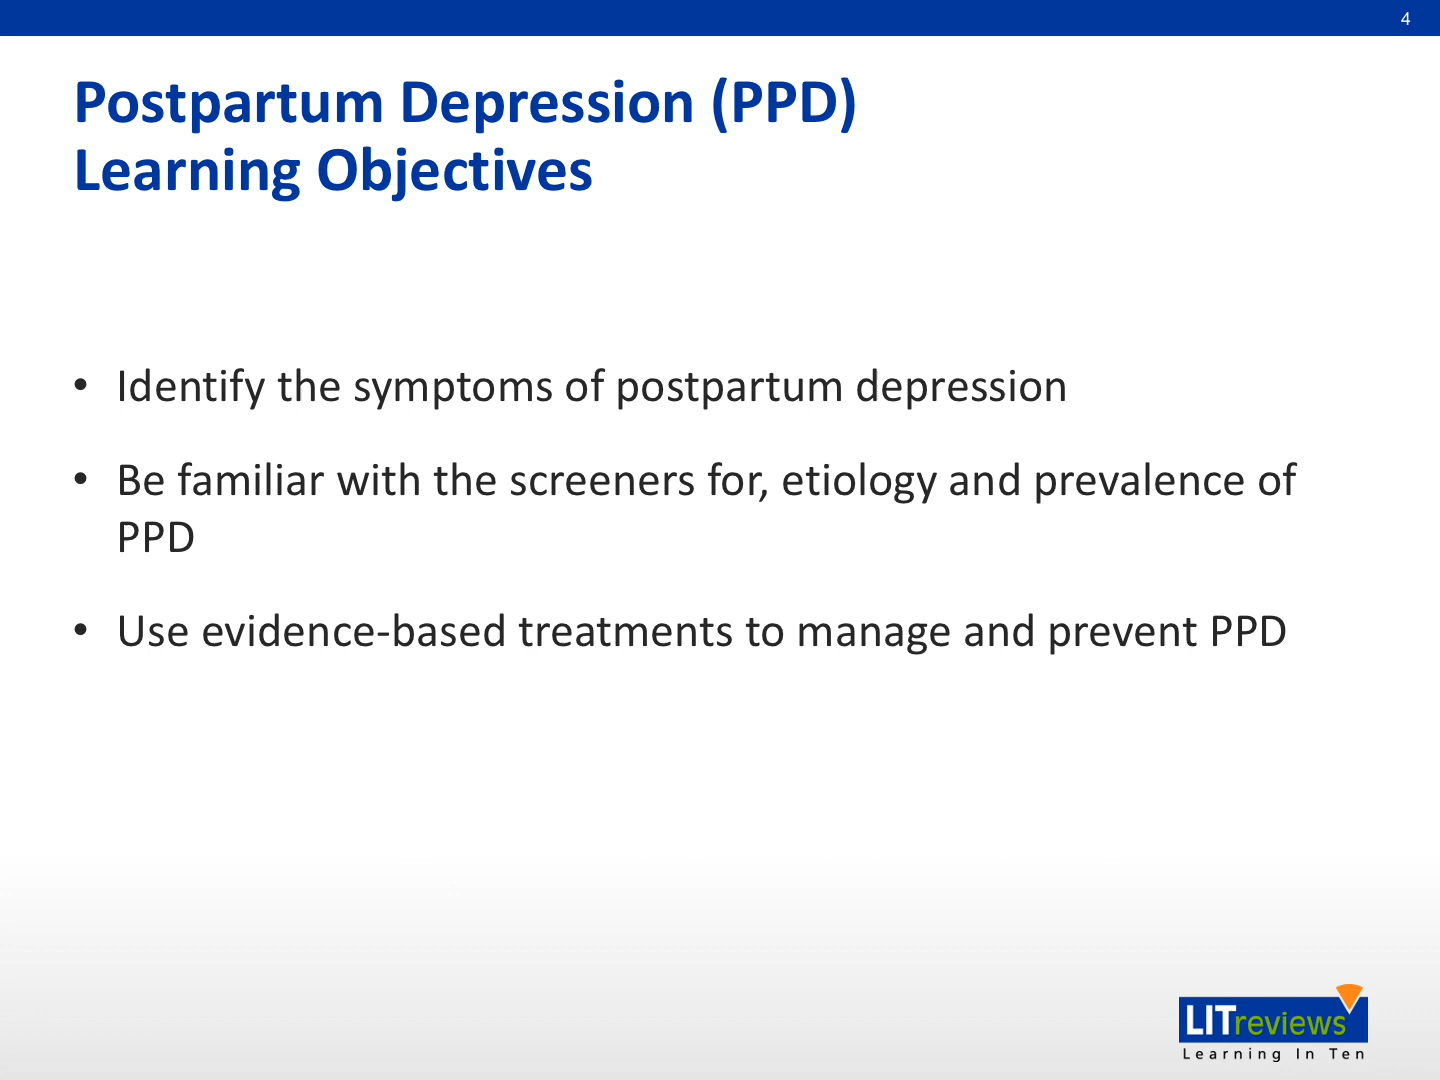 4
Postpartum Depression (PPD)
Learning Objectives
• Identify the symptoms of postpartum depression
• Be familiar with the screeners for, etiology and prevalence of
PPD
• Use evidence-based treatments to manage and prevent PPD
LITreviews
Learning In Ten